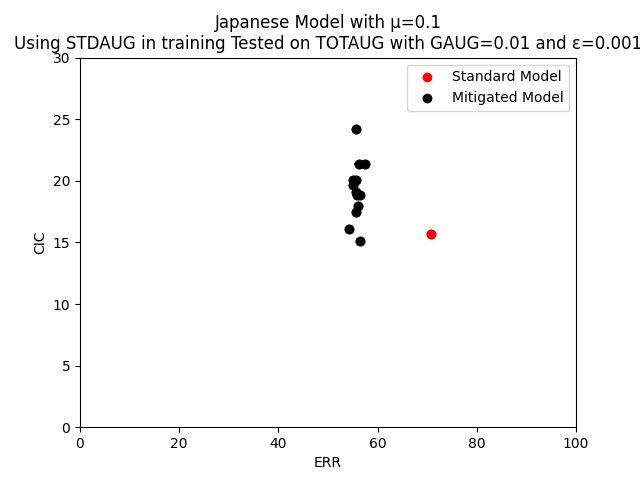 Japanese Model with μ=0.1
Using STDAUG in training Tested on TOTAUG with GAUG=0.01 and ε=0.001
Standard Model
Mitigated Model
30
25
20
15
10
5
0
CIC
0 20 40 60 80 100
ERR